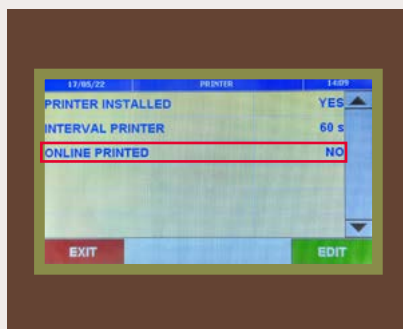 17/05/22 PRINTER 14:09
PRINTER INSTALLED YES
INTERVAL PRINTER 60 s
ONLINE PRINTED NO
EXIT EDIT